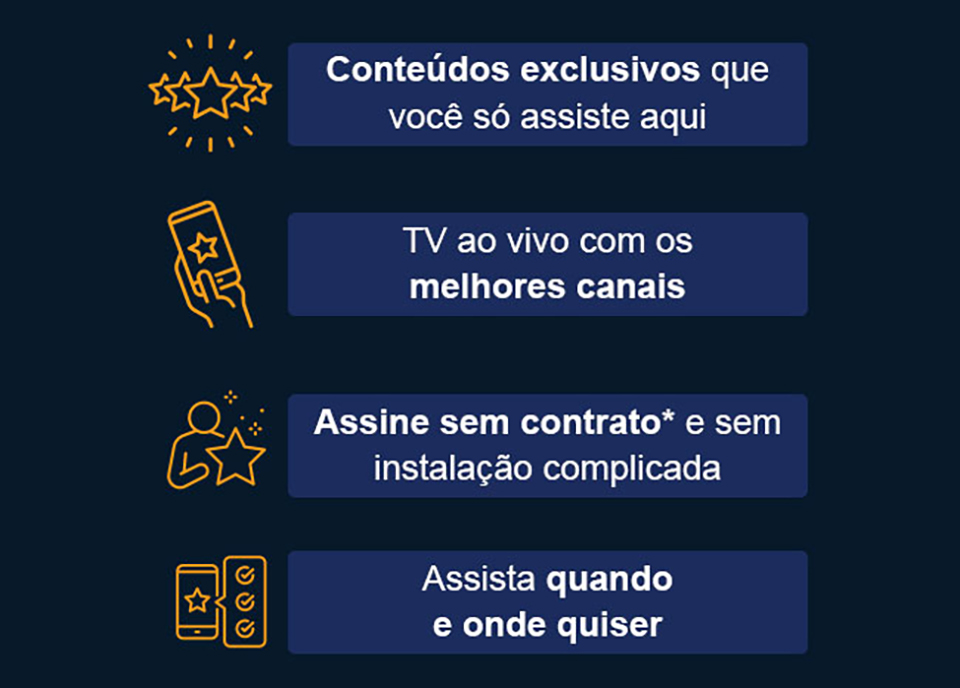 Conteúdos exclusivos que
você só assiste aqui
TV ao vivo com os
melhores canais
Assine sem contrato* e sem
instalação complicada
Assista quando
e onde quiser